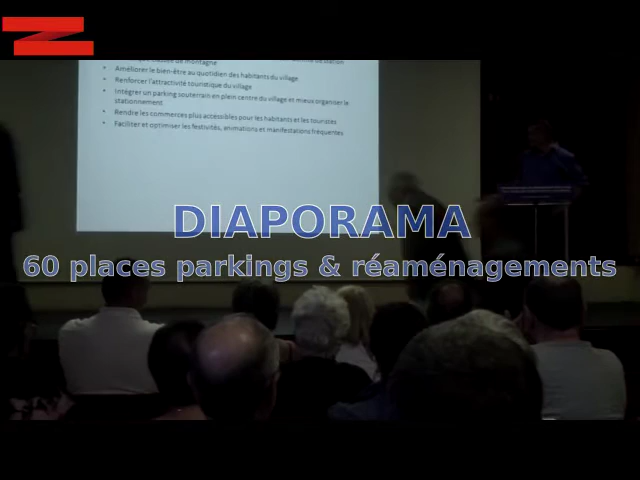 de montagne
• Améliorer le bien-être au quotidien des habitants du village
• Renforcer l'attractivité touristique du village
• Intégrer un parking souterrain en plein centre du village et mieux organiser le
stationnement
• Rendre les commerces plus accessibles pour les habitants et les touristes
• Faciliter et optimiser les festivités, animations et manifestations fréquentes
DIAPORAMA
60 places parkings & réaménagements